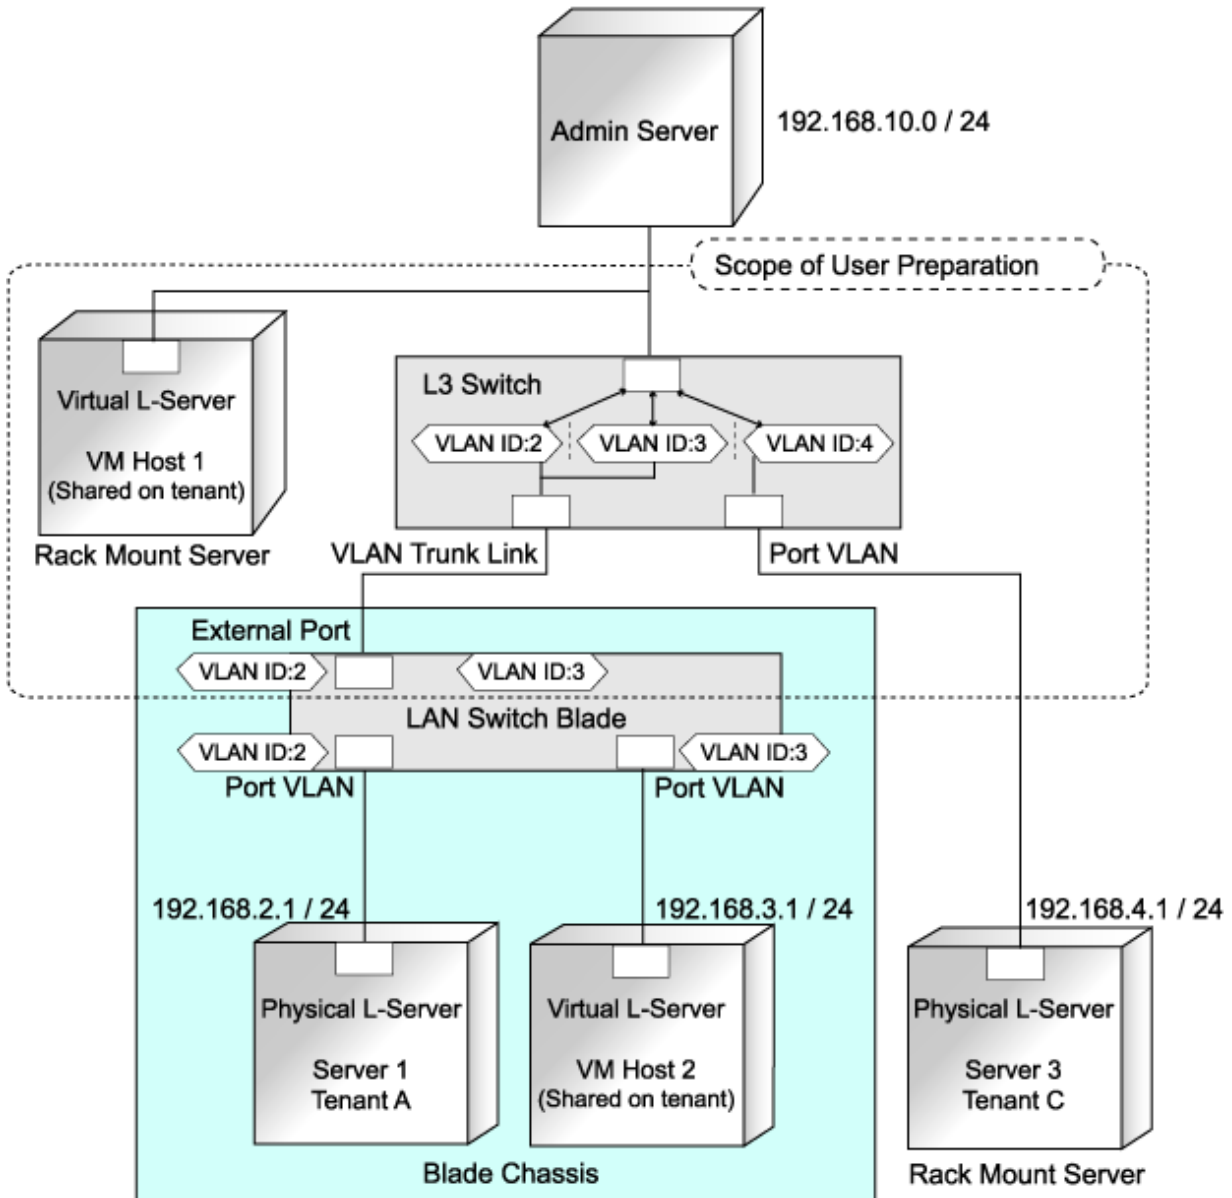 Admin Server
192.168.10.0 / 24
Scope of User Preparation
Virtual L-Server
VM Host 1
(Shared on tenant)
Rack Mount Server
L3 Switch
VLAN ID:2
VLAN ID:3
VLAN ID:4
VLAN Trunk Link
Port VLAN
External Port
VLAN ID:2
VLAN ID:3
LAN Switch Blade
VLAN ID:2
VLAN ID:3
Port VLAN
Port VLAN
192.168.2.1 / 24
192.168.3.1 / 24
192.168.4.1 / 24
Physical L-Server
Server 1
Tenant A
Virtual L-Server
VM Host 2
(Shared on tenant)
Physical L-Server
Server 3
Tenant C
Blade Chassis
Rack Mount Server